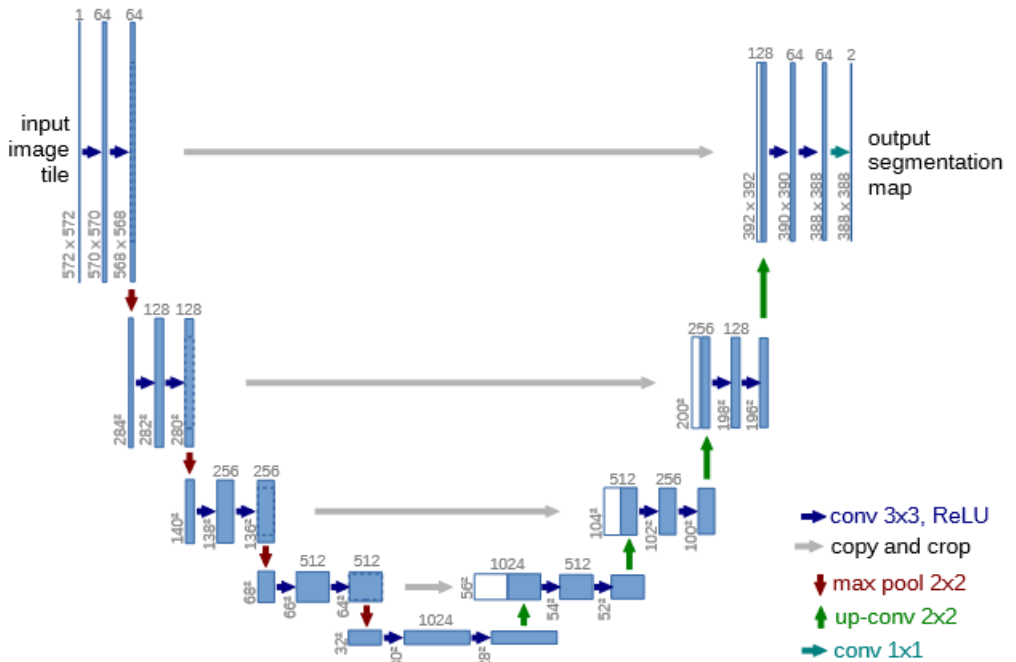 1 64 64
128 64 64 2
input
image
tile
output
segmentation
map
572 x 572
570 x 570
568 x 568
392 x 392
390 x 390
388 x 388
388 x 388
128 128
256 128
284²
282²
280²
200²
198²
196²
256 256
512 256
140²
138²
136²
104²
102²
100²
512 512
1024 512
68²
66²
64²
56²
54²
52²
1024
32²
conv 3x3, ReLU
copy and crop
max pool 2x2
up-conv 2x2
conv 1x1